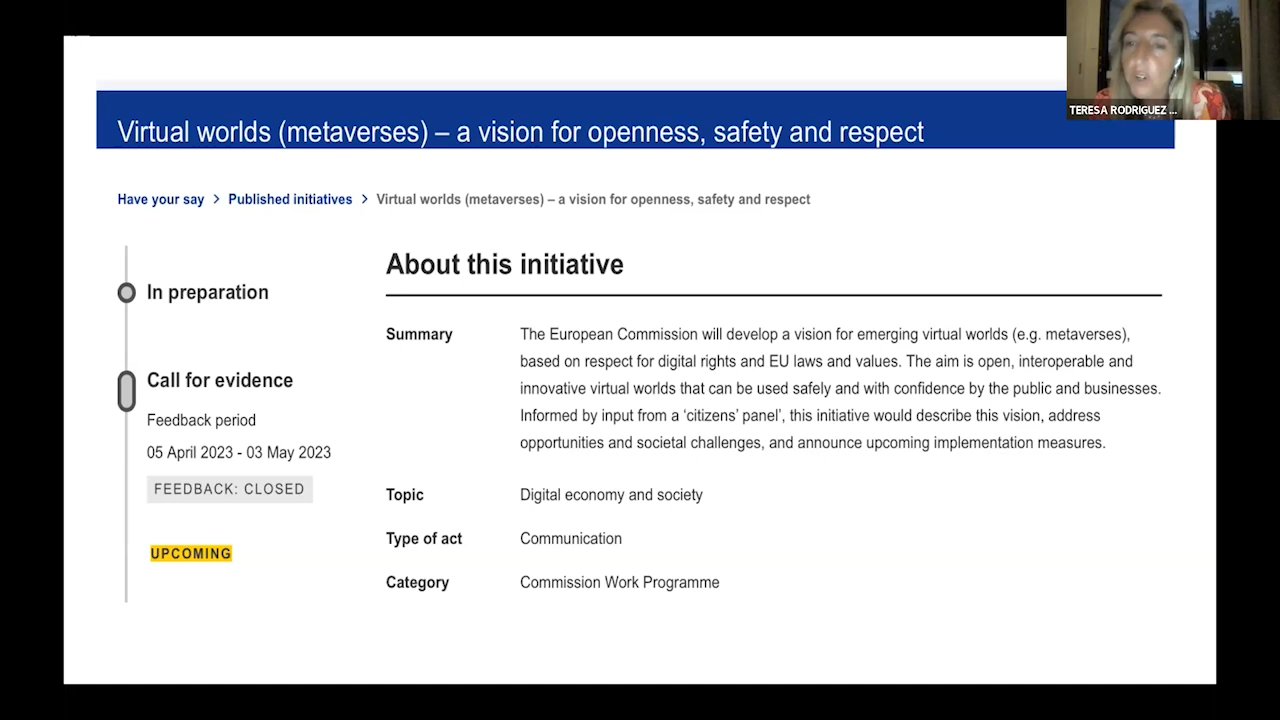 TERESA RODRIGUEZ ...
Virtual worlds (metaverses) – a vision for openness, safety and respect
Have your say > Published initiatives > Virtual worlds (metaverses) – a vision for openness, safety and respect
In preparation
Call for evidence
Feedback period
05 April 2023 - 03 May 2023
FEEDBACK: CLOSED
UPCOMING
About this initiative
Summary
The European Commission will develop a vision for emerging virtual worlds (e.g. metaverses),
based on respect for digital rights and EU laws and values. The aim is open, interoperable and
innovative virtual worlds that can be used safely and with confidence by the public and businesses.
Informed by input from a ‘citizens’ panel’, this initiative would describe this vision, address
opportunities and societal challenges, and announce upcoming implementation measures.
Topic
Digital economy and society
Type of act
Communication
Category
Commission Work Programme